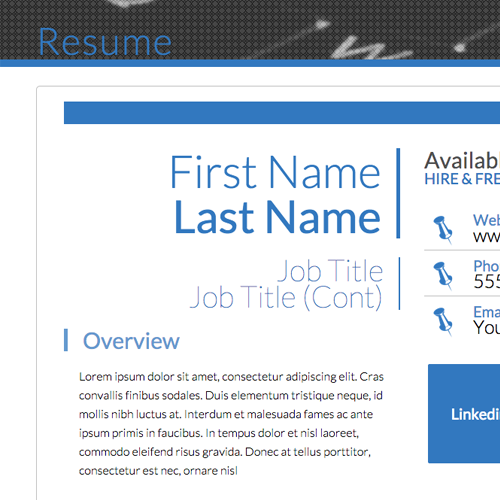 Resume
First Name
Last Name
Job Title
Job Title (Cont)
Overview
Lorem ipsum dolor sit amet, consectetur adipiscing elit. Cras
convallis finibus sodales. Duis elementum tristique neque, id
mollis nibh luctus at. Interdum et malesuada fames ac ante
ipsum primis in faucibus. In tempus dolor et nisl laoreet,
commodo eleifend risus gravida. Donec at tellus porttitor,
consectetur est nec, ornare nisl
Availabl
HIRE & FRE
Web
ww
Pho
555
Ema
You
Linkedi